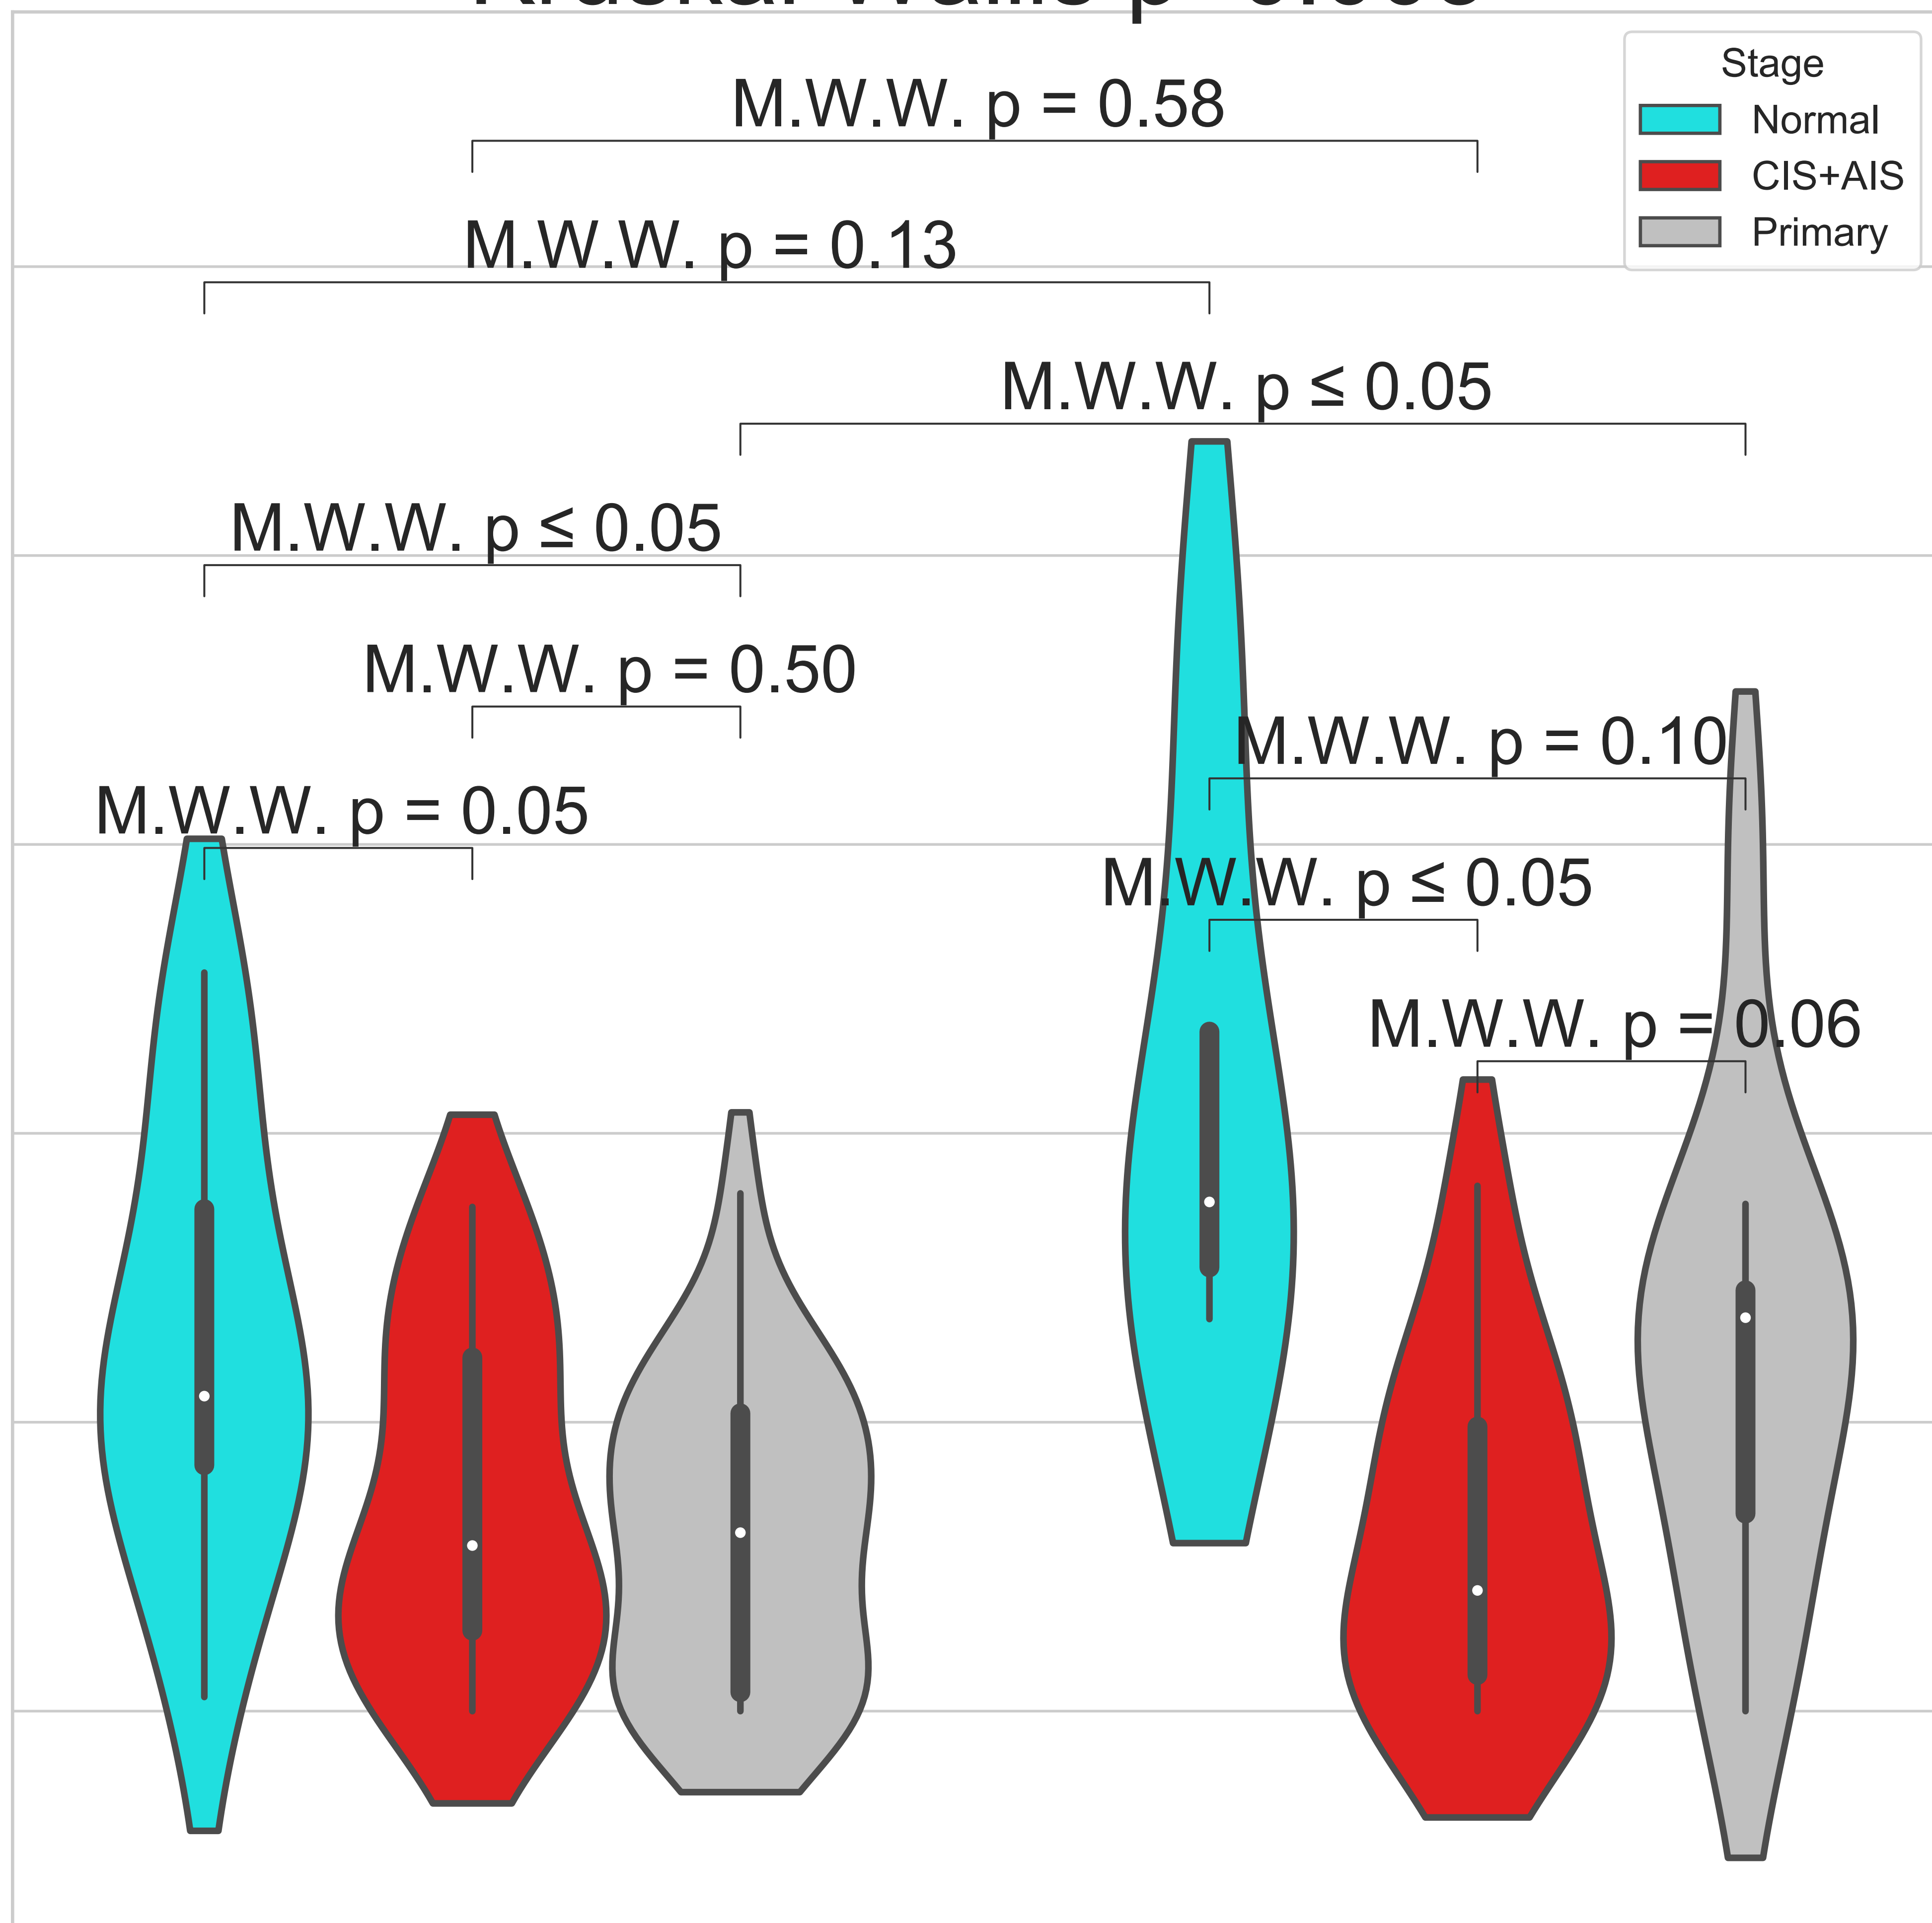 M.W.W. p = 0.58
M.W.W. p = 0.13
M.W.W. p ≤ 0.05
M.W.W. p ≤ 0.05
M.W.W. p = 0.50
M.W.W. p = 0.10
M.W.W. p = 0.05
M.W.W. p ≤ 0.05
M.W.W. p = 0.06
Stage
Normal
CIS+AIS
Primary